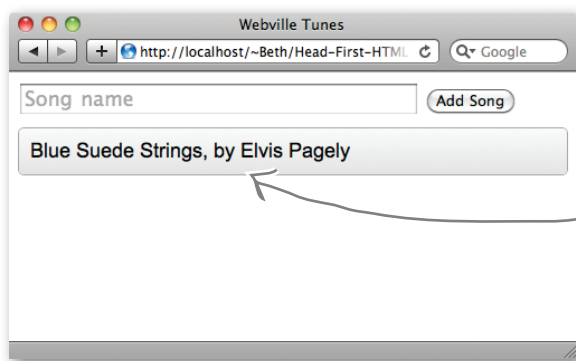 Webville Tunes
http://localhost/~Beth/Head-First-HTML
Google
Song name
Add Song
Blue Suede Strings, by Elvis Pagely